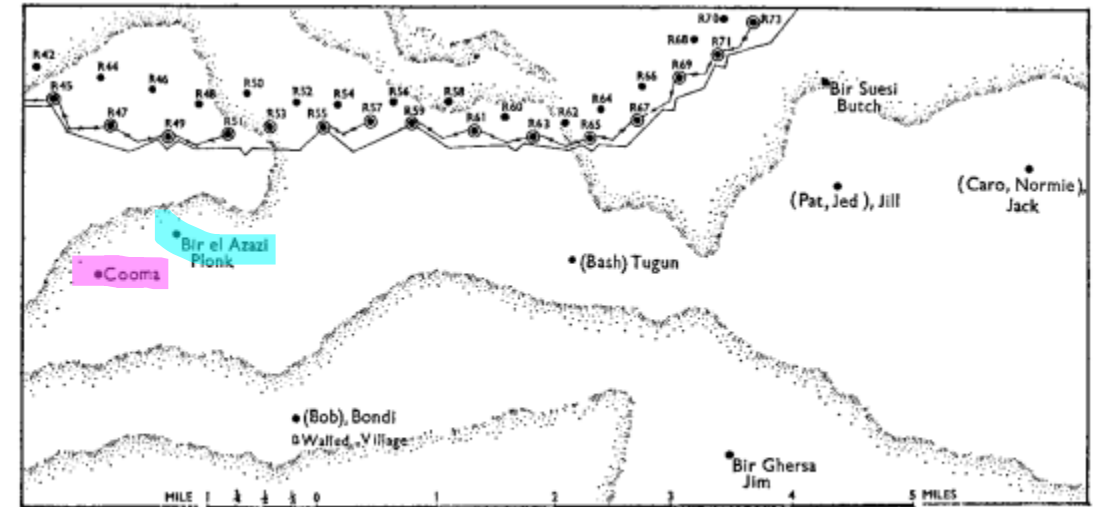 R70
R73
R68
R71
R42
R44
R69
R46
R66
R45
R50
R52
R54
R56
R58
R48
R60
R64
R62
R47
R49
R51
R53
R55
R57
R59
R61
R63
R65
R67
Bir Suesi
Butch
(Pat, Jed), Jill
(Caro, Normie),
Jack
Bir el Azazi
Plonk
Cooma
(Bash) Tugun
(Bob), Bondi
Walled Village
Bir Ghersa
Jim
MILE 1 0 1 2 3 4 5 MILES